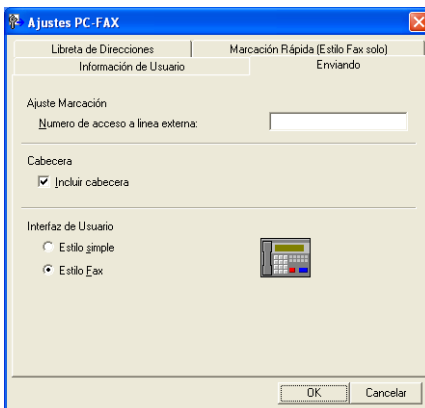 Ajustes PC-FAX
Libreta de Direcciones
Marcación Rápida (Estilo Fax solo)
Información de Usuario
Enviando
Ajuste Marcación
Numero de acceso a linea externa:
Cabecera
Incluir cabecera
Interfaz de Usuario
Estilo simple
Estilo Fax
OK
Cancelar